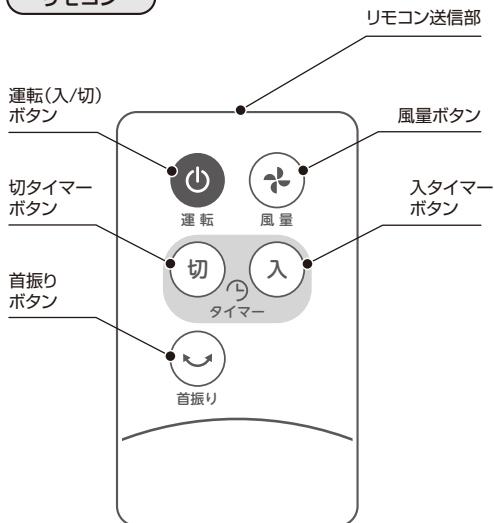 リモコン
リモコン送信部
運転(入/切)
ボタン
風量ボタン
切タイマー
ボタン
入タイマー
ボタン
首振り
ボタン
運転
風量
切
入
タイマー
首振り